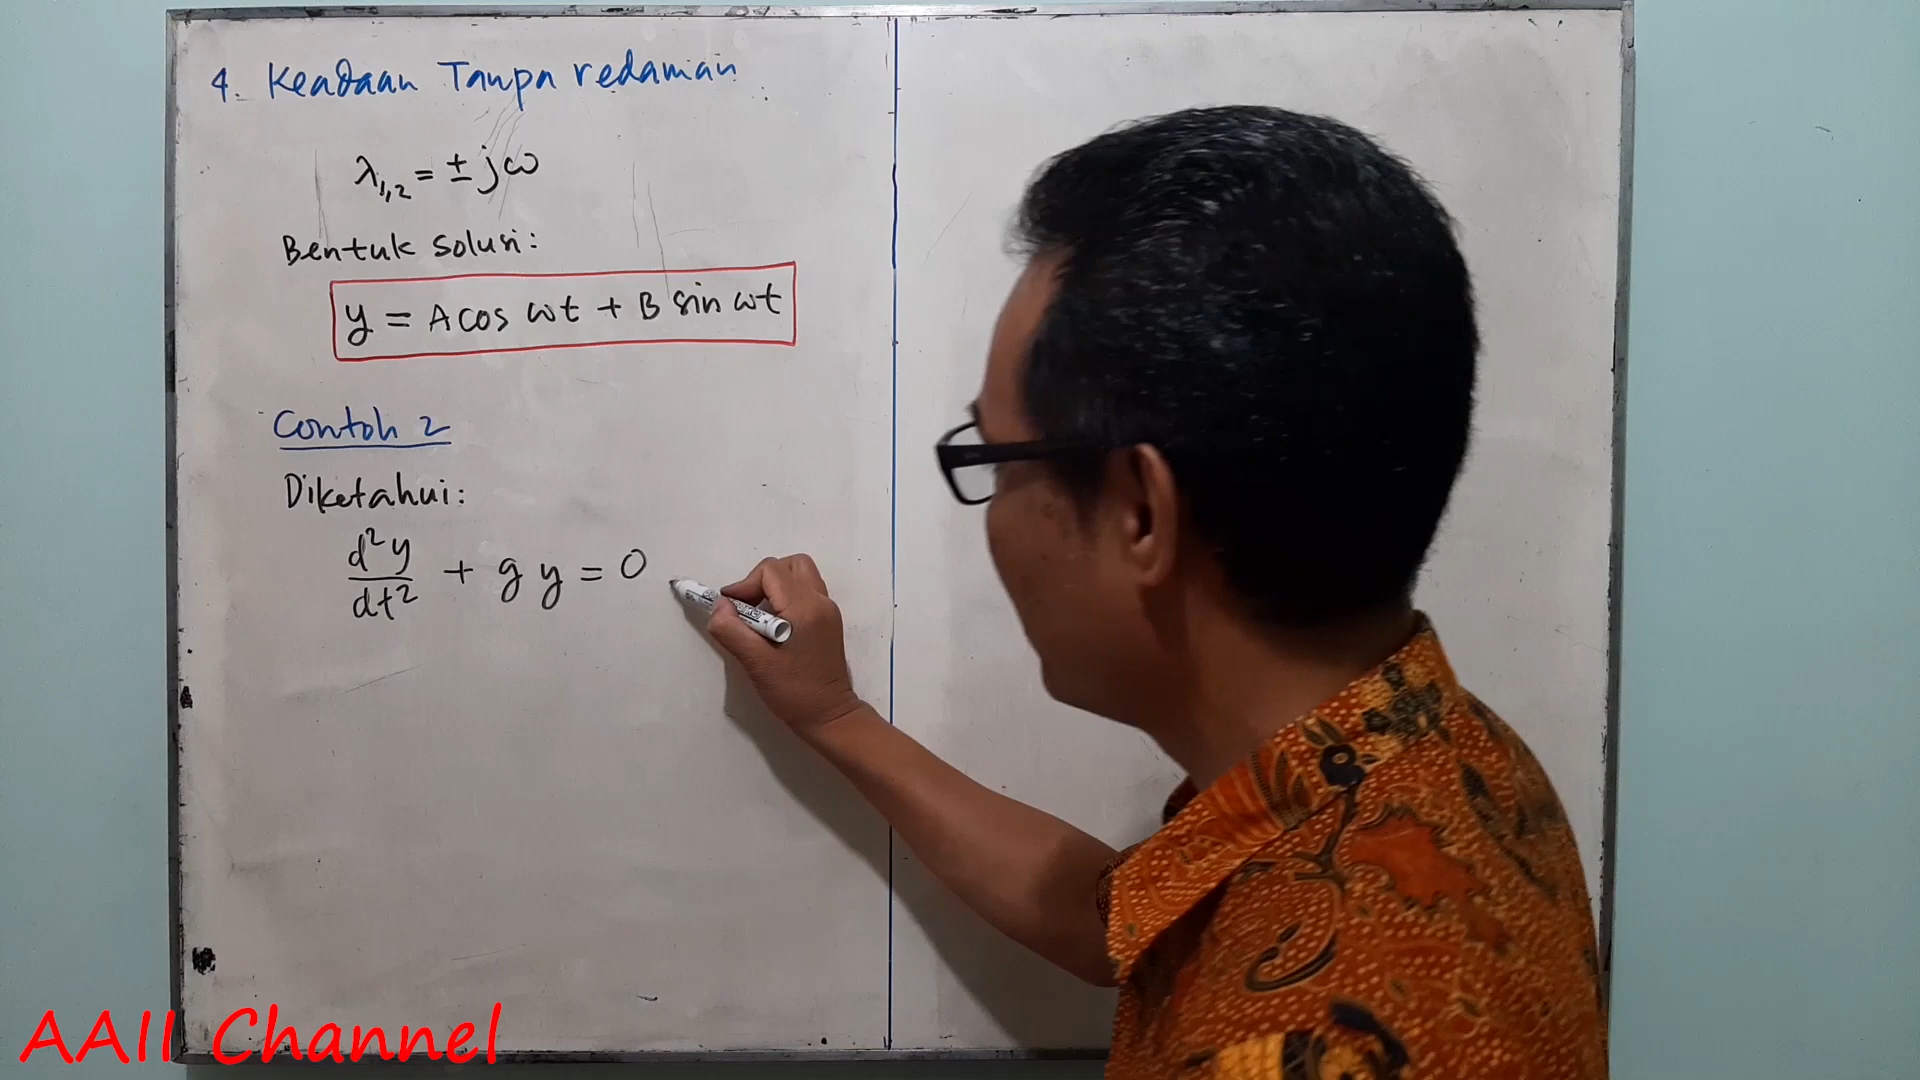 4. Keadaan Tanpa redaman
λ₁,₂ = ± jω
Bentuk solusi:
y = A cos ωt + B sin ωt
Contoh 2
Diketahui:
d²y/dt² + 9 y = 0
AAII Channel